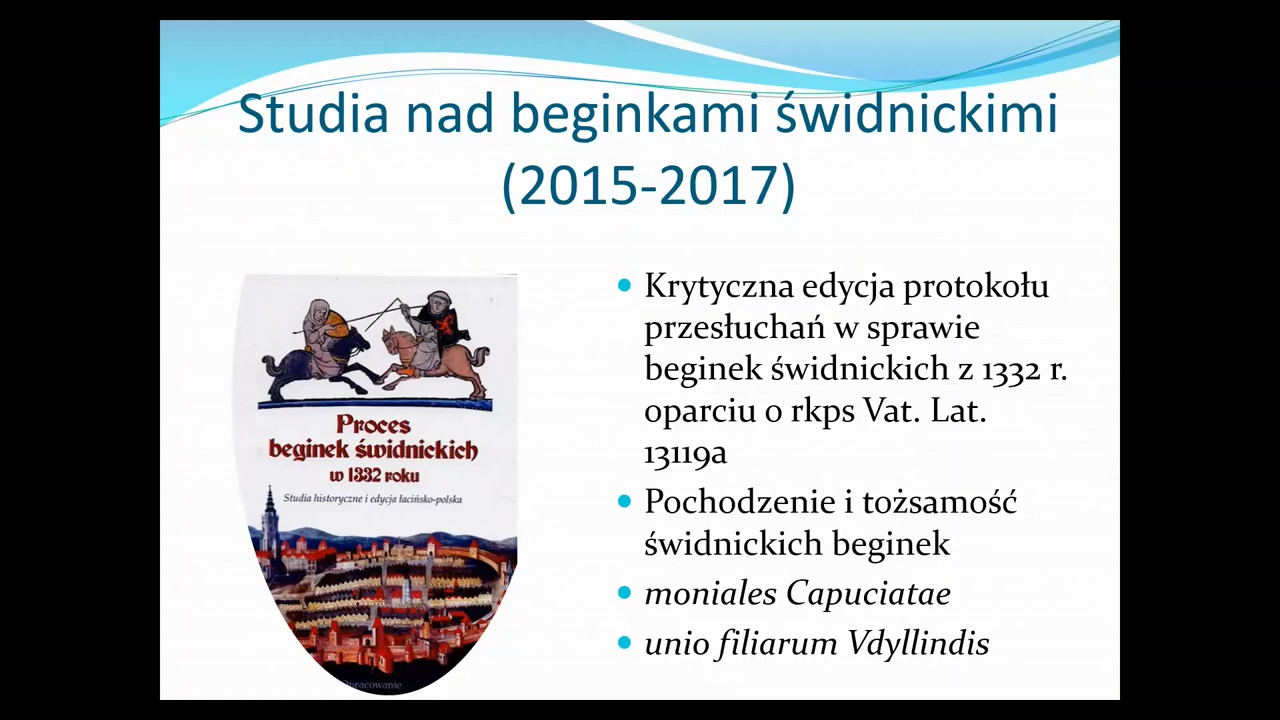 Studia nad beginkami świdnickimi
(2015-2017)
Proces
beginek świdnickich
w 1332 roku
Studia historyczne i edycja łacińsko-polska
Opracowanie
Krytyczna edycja protokołu
przesłuchań w sprawie
beginek świdnickich z 1332 r.
oparciu o rkps Vat. Lat.
13119a
Pochodzenie i tożsamość
świdnickich beginek
moniales Capuciatae
unio filiarum Vdyllindis